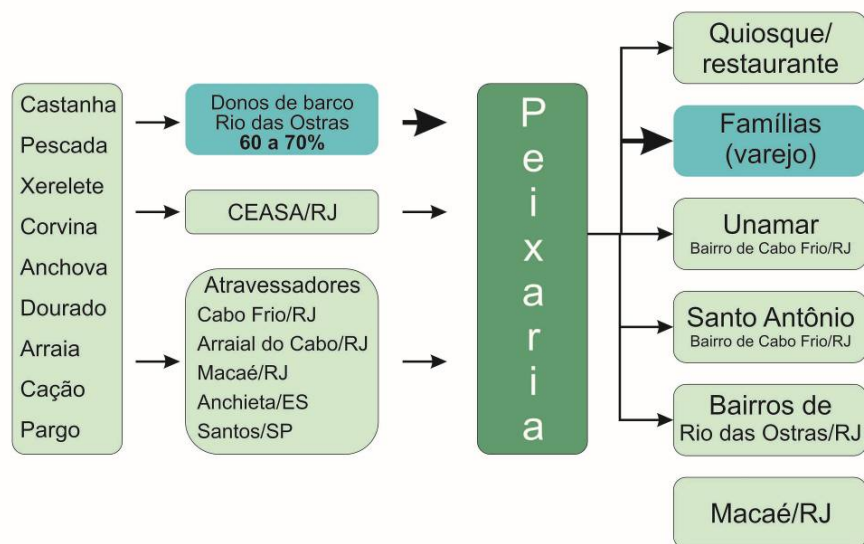 Castanha
Pescada
Xerelete
Corvina
Anchova
Dourado
Arraia
Cação
Pargo
Donos de barco
Rio das Ostras
60 a 70%
CEASA/RJ
Atravessadores
Cabo Frio/RJ
Arraial do Cabo/RJ
Macaé/RJ
Anchieta/ES
Santos/SP
Peixaria
Quiosque/
restaurante
Famílias
(varejo)
Unamar
Bairro de Cabo Frio/RJ
Santo Antônio
Bairro de Cabo Frio/RJ
Bairros de
Rio das Ostras/RJ
Macaé/RJ